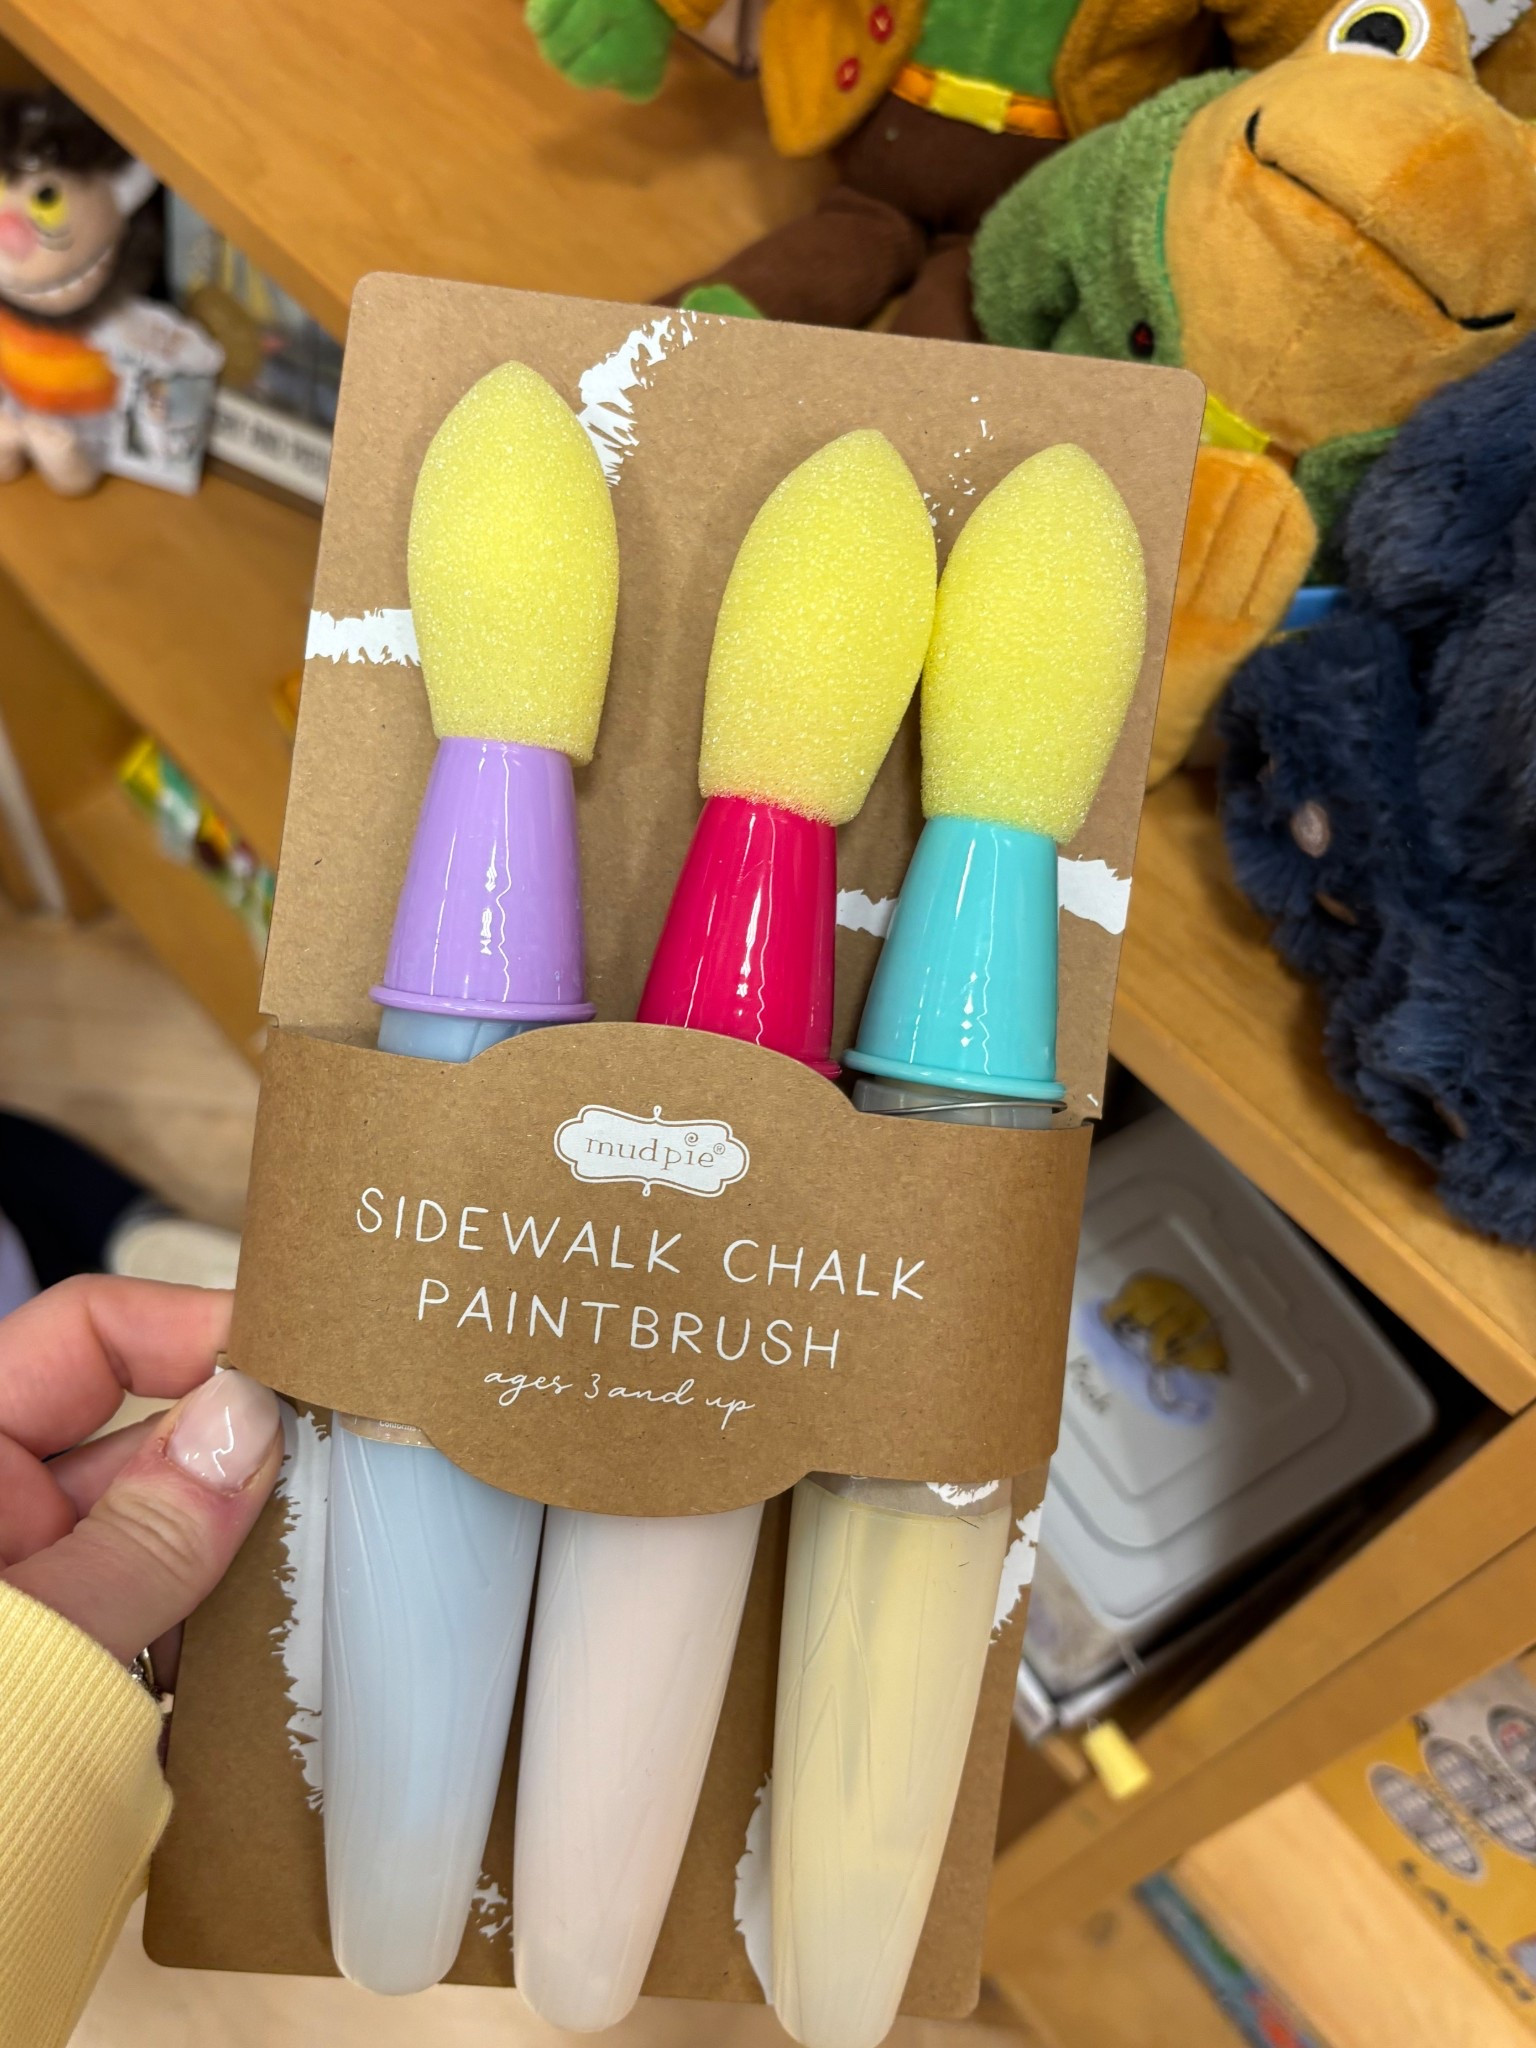 mudpie®
SIDEWALK CHALK
PAINTBRUSH
ages 3 and up